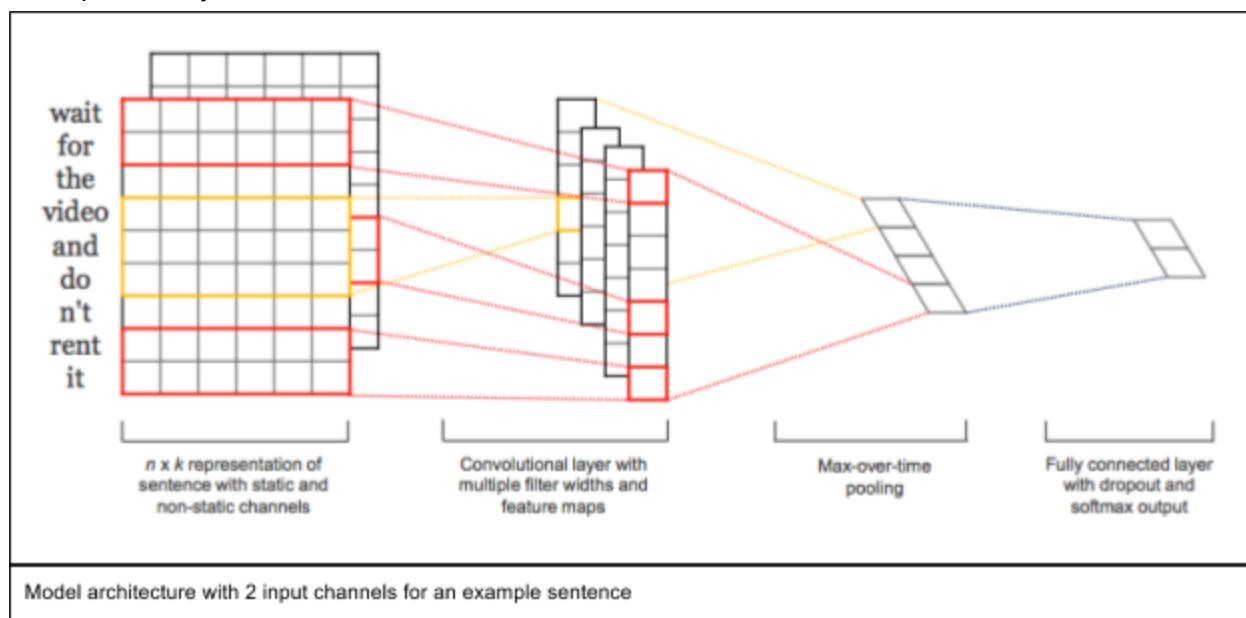 wait
for
the
video
and
do
n't
rent
it
n x k representation of
sentence with static and
non-static channels
Convolutional layer with
multiple filter widths and
feature maps
Max-over-time
pooling
Fully connected layer
with dropout and
softmax output
Model architecture with 2 input channels for an example sentence